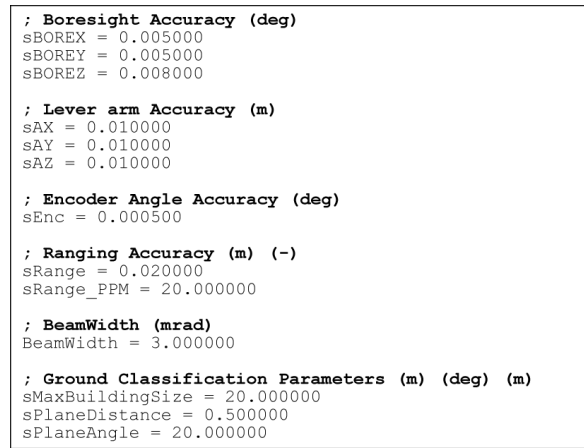 ; Boresight Accuracy (deg)
sBOREX = 0.005000
sBOREY = 0.005000
sBOREZ = 0.008000
; Lever arm Accuracy (m)
sAX = 0.010000
sAY = 0.010000
sAZ = 0.010000
; Encoder Angle Accuracy (deg)
sEnc = 0.000500
; Ranging Accuracy (m) (-)
sRange = 0.020000
sRange_PPM = 20.000000
; BeamWidth (mrad)
BeamWidth = 3.000000
; Ground Classification Parameters (m) (deg) (m)
sMaxBuildingSize = 20.000000
sPlaneDistance = 0.500000
sPlaneAngle = 20.000000